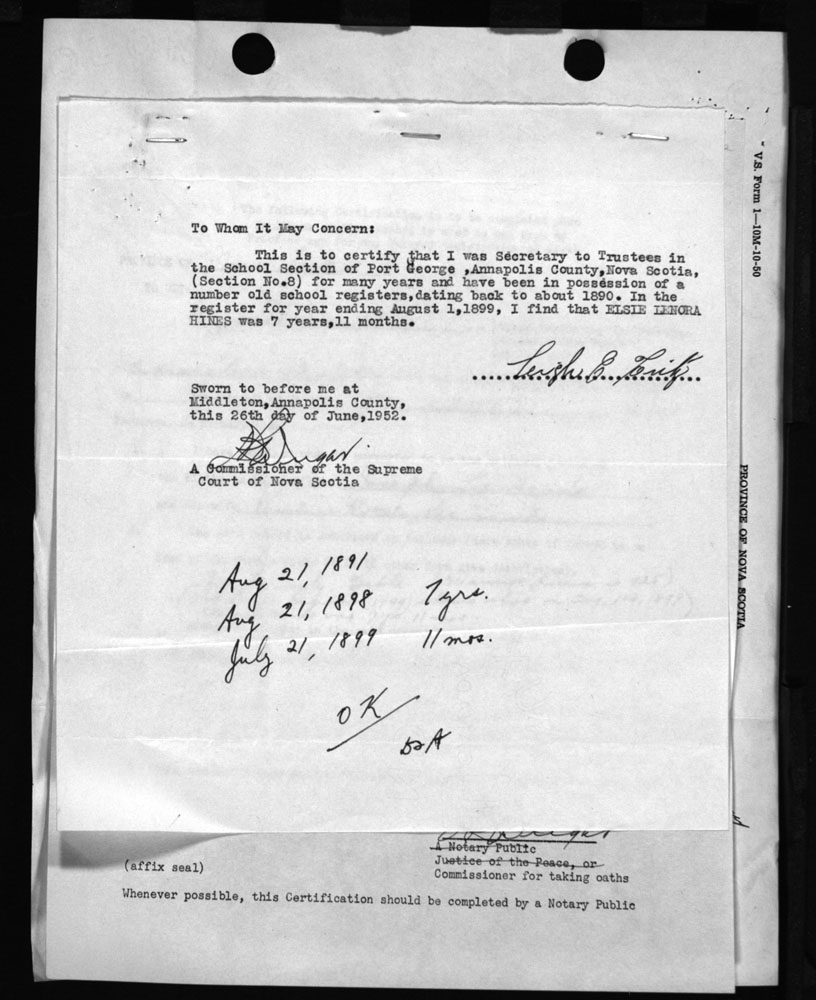 V.S. Form 1—10M-10-50
To Whom It May Concern:
This is to certify that I was Secretary to Trustees in
the School Section of Port George ,Annapolis County,Nova Scotia,
(Section No.8) for many years and have been in possession of a
number old school registers,dating back to about 1890. In the
register for year ending August 1,1899, I find that ELSIE LENORA
HINES was 7 years,11 months.
Sworn to before me at
Middleton,Annapolis County,
this 26th day of June,1952.
A Commissioner of the Supreme
Court of Nova Scotia
PROVINCE OF NOVA SCOTIA
Aug 21, 1891
Aug 21, 1898 7 yrs.
July 21, 1899 11 mos.
OK
A Notary Public
(affix seal) Justice of the Peace, or
Commissioner for taking oaths
Whenever possible, this Certification should be completed by a Notary Public